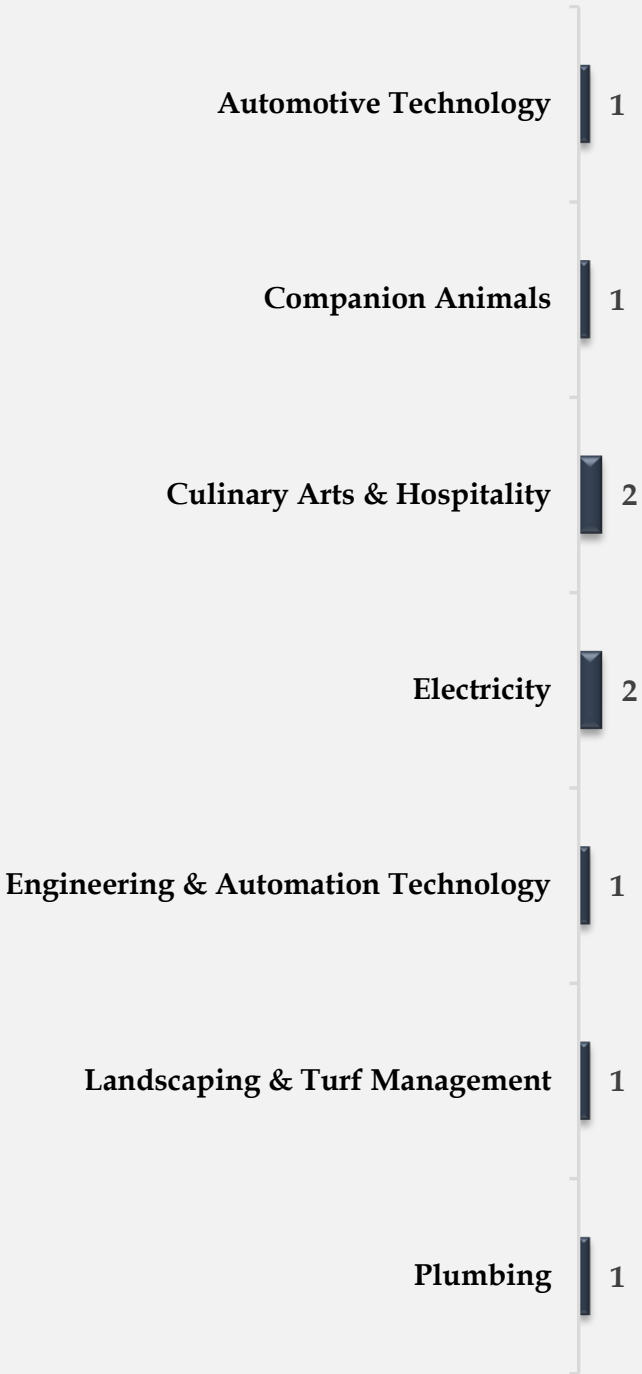 Automotive Technology 1
Companion Animals 1
Culinary Arts & Hospitality 2
Electricity 2
Engineering & Automation Technology 1
Landscaping & Turf Management 1
Plumbing 1